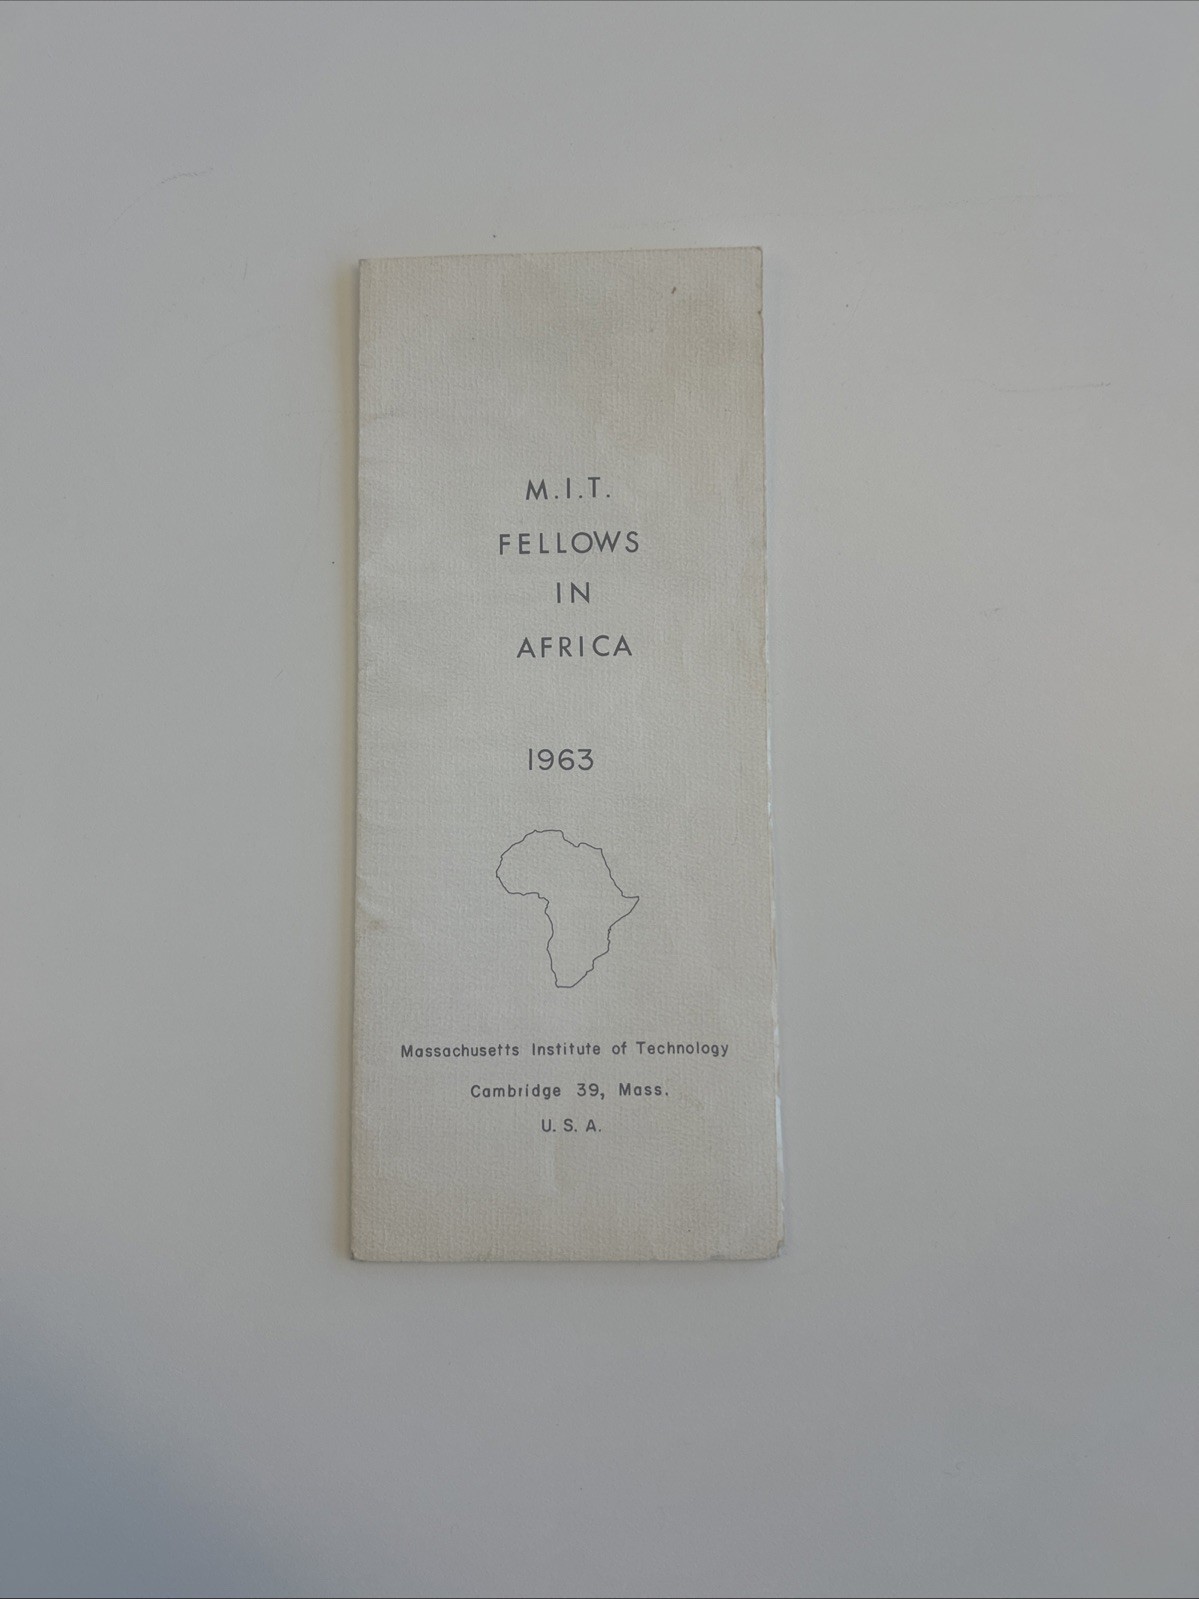 M.I.T.
FELLOWS
IN
AFRICA
1963
Massachusetts Institute of Technology
Cambridge 39, Mass.
U. S. A.